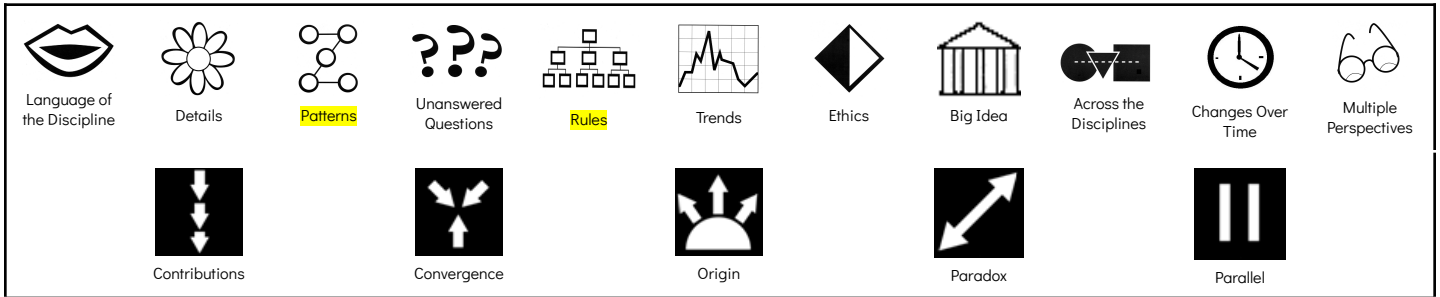 Language of
the Discipline
Details
Patterns
Unanswered
Questions
Rules
Trends
Ethics
Big Idea
Across the
Disciplines
Changes Over
Time
Multiple
Perspectives
Contributions
Convergence
Origin
Paradox
Parallel